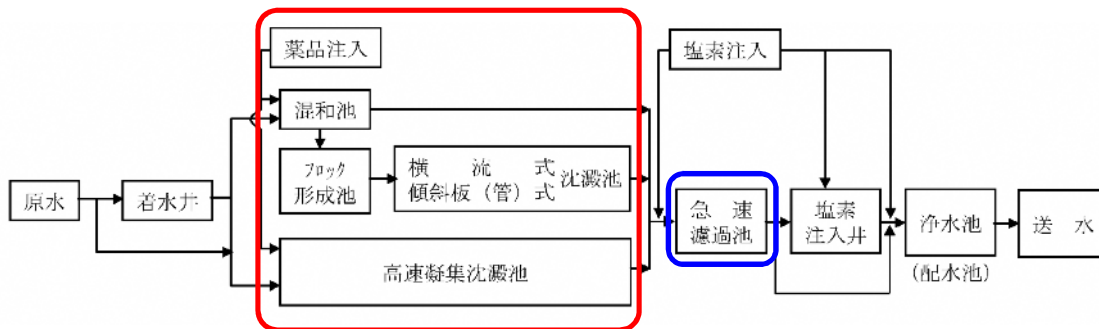 薬品注入
塩素注入
混和池
フロック
形成池
横流式
傾斜板（管）式
沈澱池
原水
着水井
急速
濾過池
塩素
注入井
浄水池
送水
高速凝集沈澱池
(配水池)